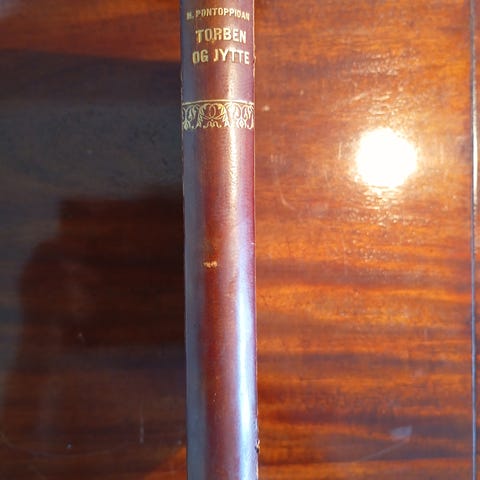 H. PONTOPPIDAN
TORBEN
OG JYTTE